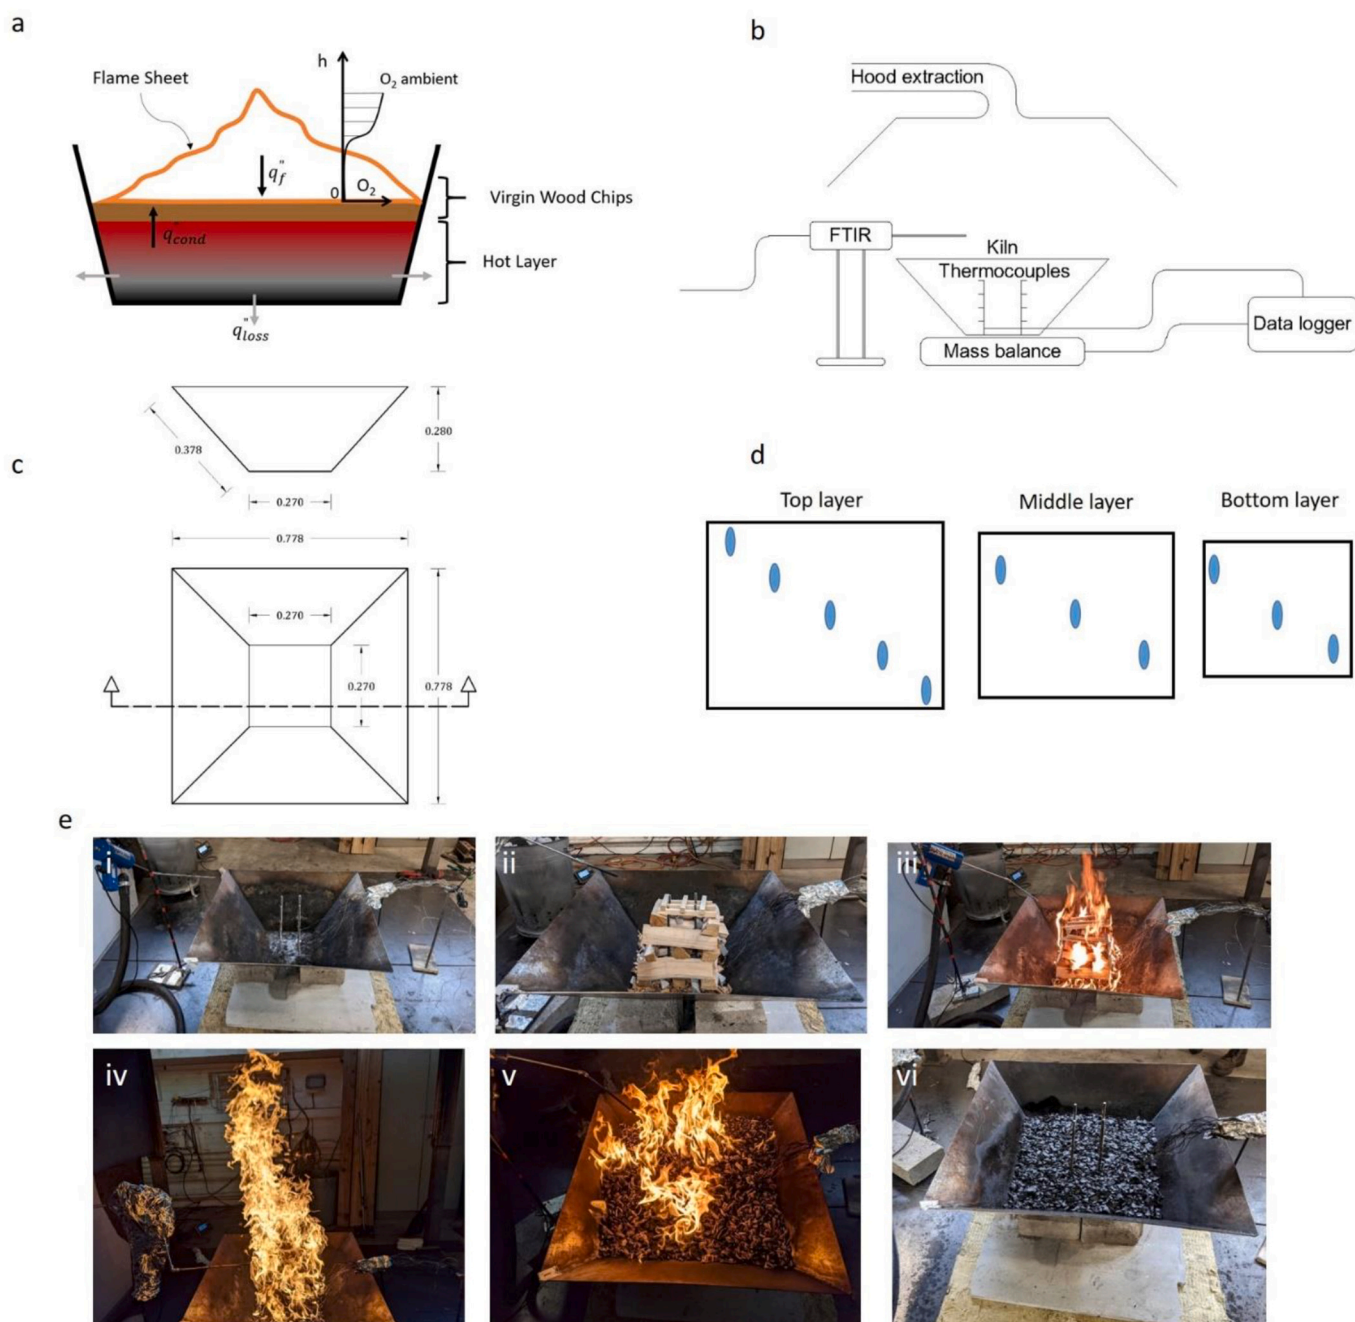 a
h
Flame Sheet
O₂ ambient
q"f
0
O₂
Virgin Wood Chips
q"cond
Hot Layer
q"loss
b
Hood extraction
FTIR
Kiln
Thermocouples
Data logger
Mass balance
c
0.378
0.280
0.270
0.778
0.270
0.270
0.778
d
Top layer
Middle layer
Bottom layer
e
i
ii
iii
iv
v
vi